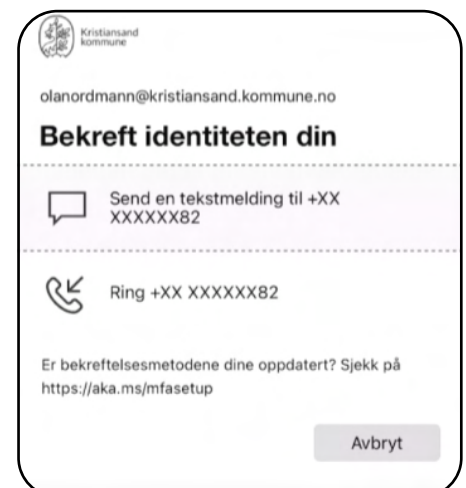 Kristiansand
kommune
olanordmann@kristiansand.kommune.no
Bekreft identiteten din
Send en tekstmelding til +XX
XXXXXX82
Ring +XX XXXXXX82
Er bekreftelsesmetodene dine oppdatert? Sjekk på
https://aka.ms/mfasetup
Avbryt